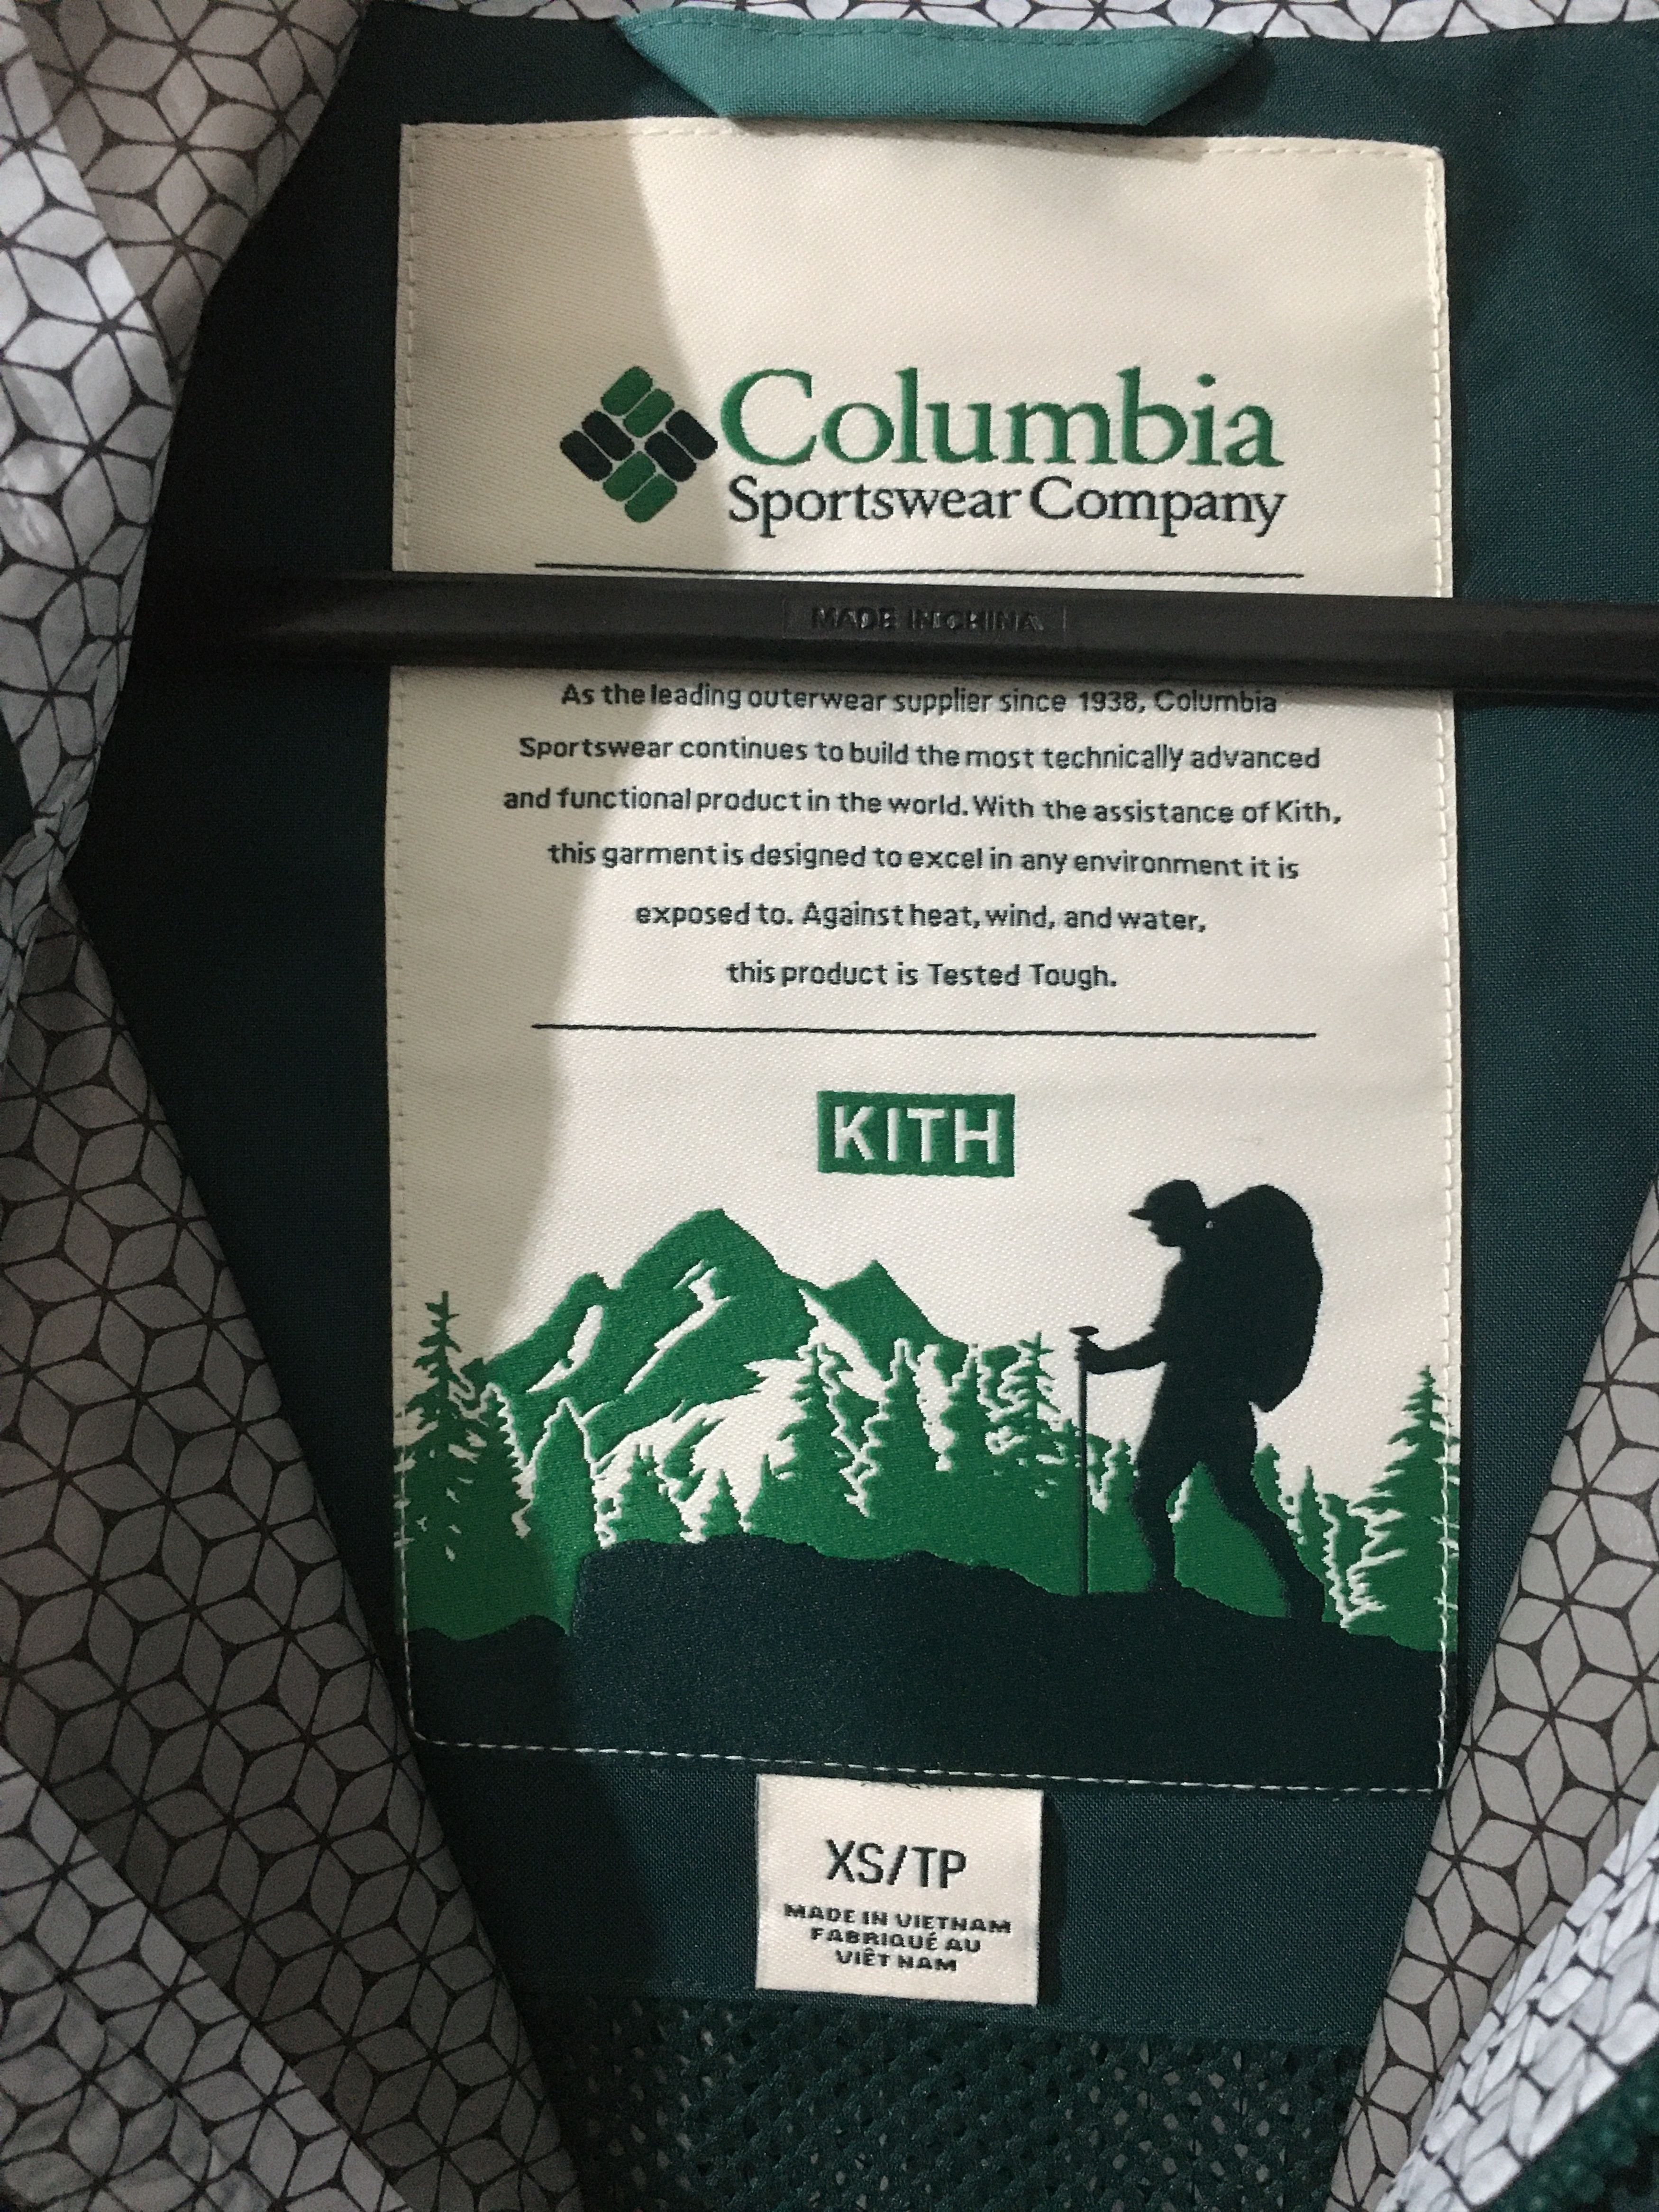 Columbia
Sportswear Company
MADE IN CHINA
As the leading outerwear supplier since 1938, Columbia
Sportswear continues to build the most technically advanced
and functional product in the world. With the assistance of Kith,
this garment is designed to excel in any environment it is
exposed to. Against heat, wind, and water,
this product is Tested Tough.
KITH
XS/TP
MADE IN VIETNAM
FABRIQUÉ AU
VIÊT NAM